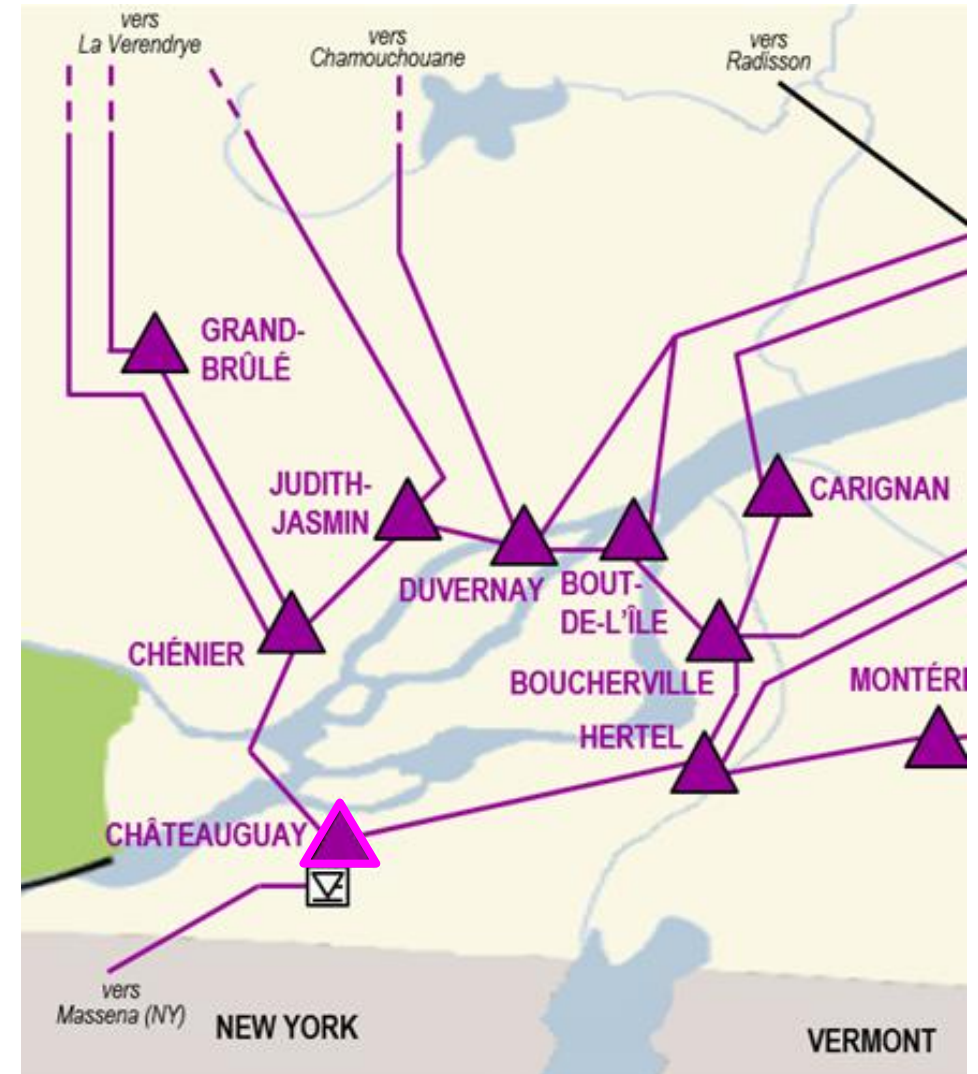 vers
La Verendrye
vers
Chamouchouane
vers
Radisson
GRAND-
BRÛLÉ
JUDITH-
JASMIN
CARIGNAN
DUVERNAY
BOUT-
DE-L'ÎLE
CHÉNIER
BOUCHERVILLE
MONTÉRI
HERTEL
CHÂTEAUGUAY
vers
Massena (NY)
NEW YORK
VERMONT